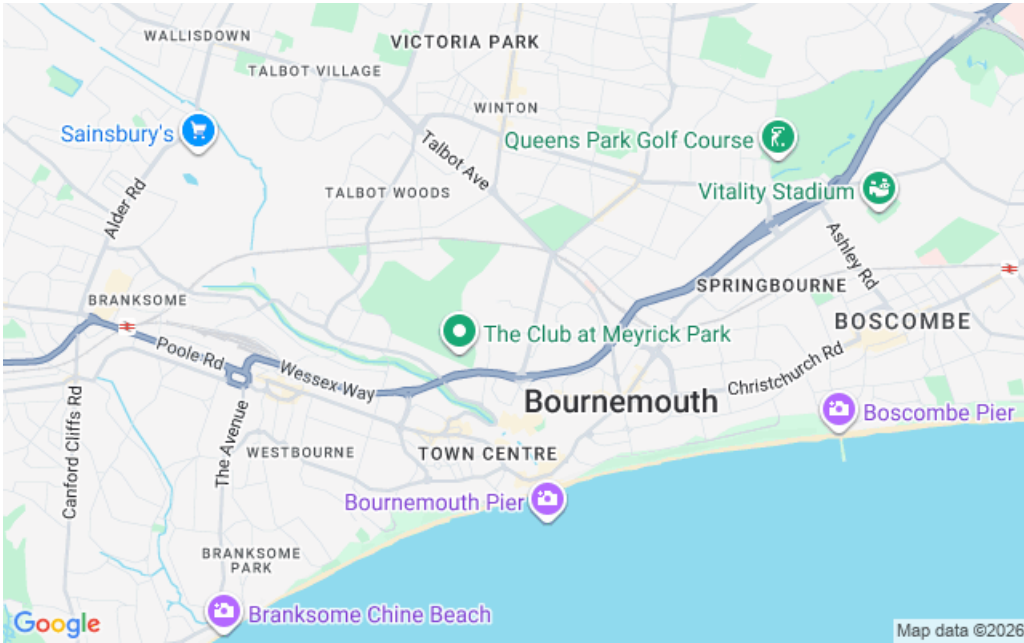 WALLISDOWN
VICTORIA PARK
TALBOT VILLAGE
WINTON
Sainsbury's
Talbot Ave
Queens Park Golf Course
Vitality Stadium
TALBOT WOODS
Alder Rd
Ashley Rd
SPRINGBOURNE
BRANKSOME
BOSCOMBE
The Club at Meyrick Park
Poole Rd
Wessex Way
Christchurch Rd
Bournemouth
Boscombe Pier
Canford Cliffs Rd
The Avenue
WESTBOURNE
TOWN CENTRE
Bournemouth Pier
BRANKSOME
PARK
Branksome Chine Beach
Google
Map data ©2026